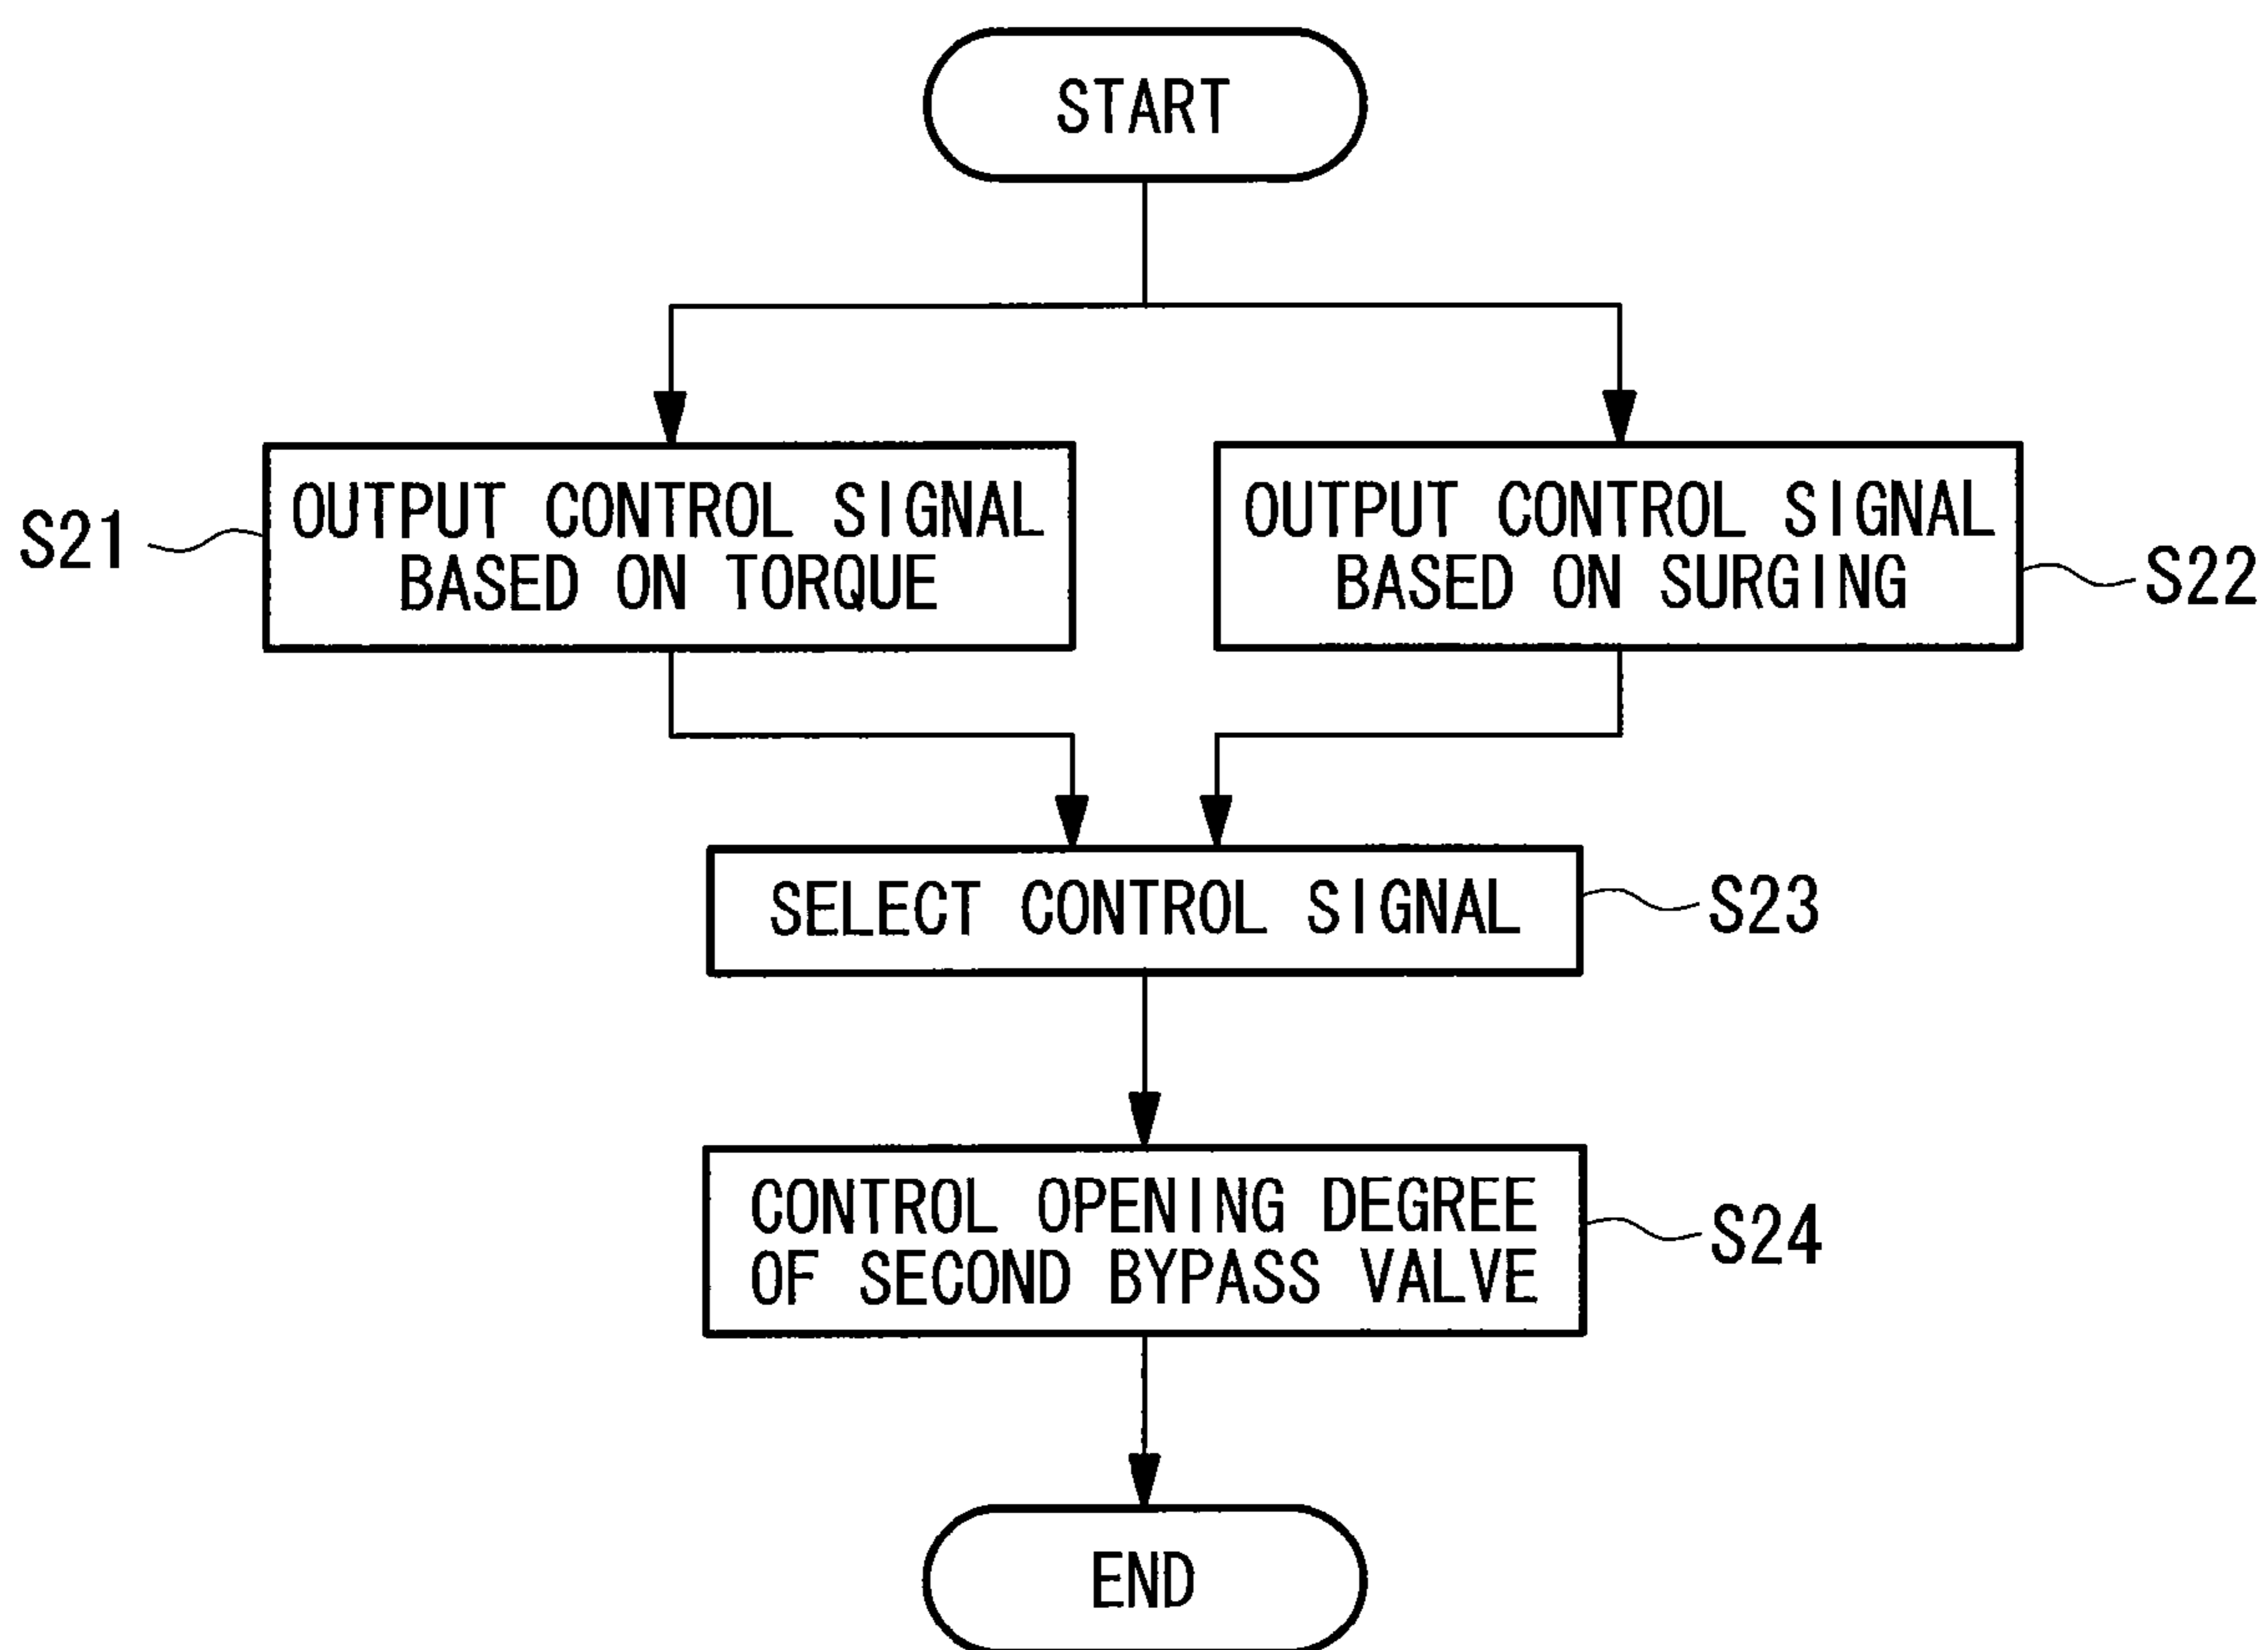 START
S21
OUTPUT CONTROL SIGNAL
BASED ON TORQUE
OUTPUT CONTROL SIGNAL
BASED ON SURGING
S22
SELECT CONTROL SIGNAL
S23
CONTROL OPENING DEGREE
OF SECOND BYPASS VALVE
S24
END